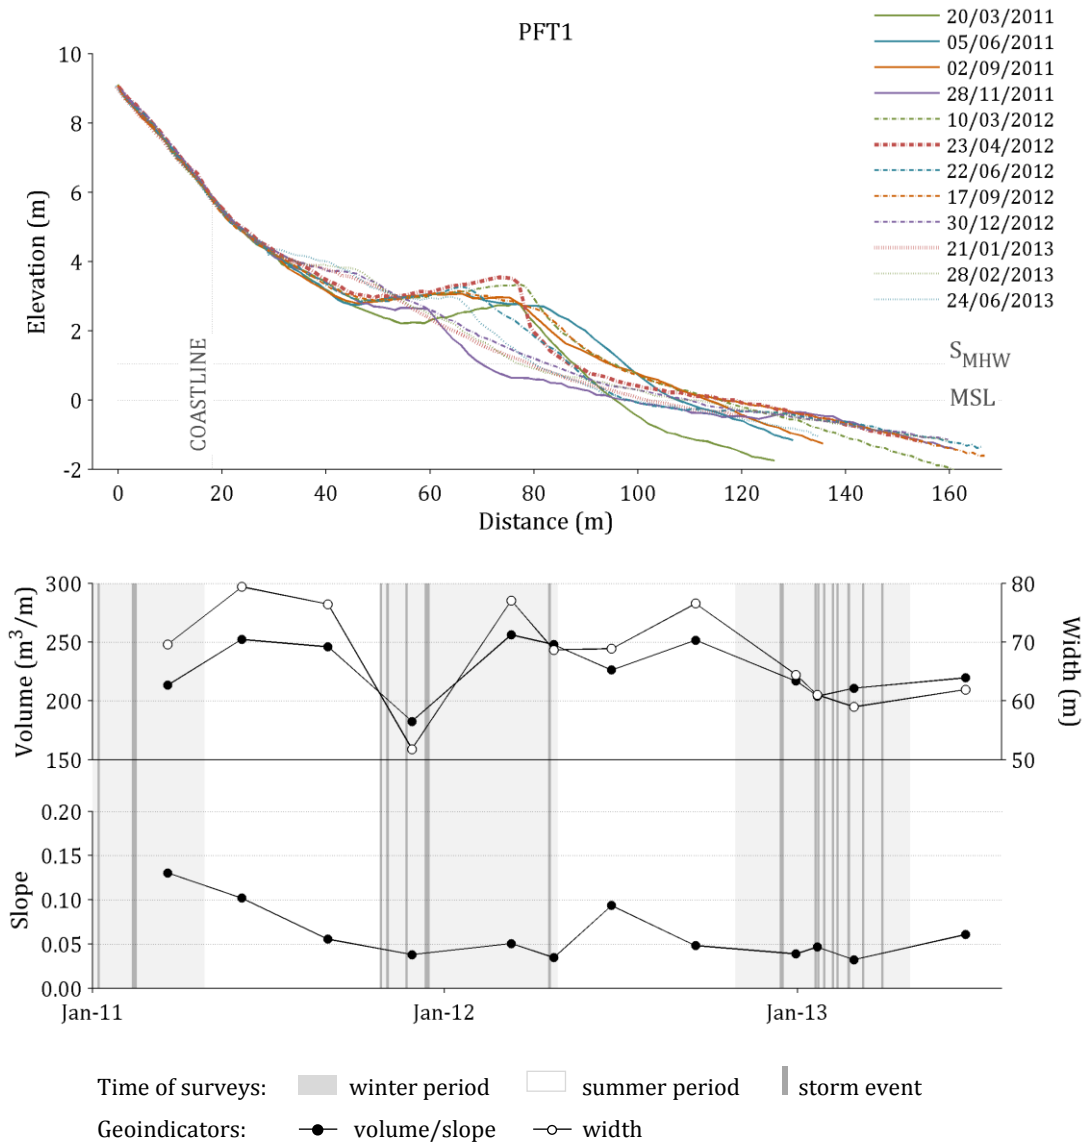 PFT1
20/03/2011
05/06/2011
02/09/2011
28/11/2011
10/03/2012
23/04/2012
22/06/2012
17/09/2012
30/12/2012
21/01/2013
28/02/2013
24/06/2013
10
8
6
4
2
0
-2
Elevation (m)
COASTLINE
SMHW
MSL
0 20 40 60 80 100 120 140 160
Distance (m)
300
250
200
150
Volume (m³/m)
80
70
60
50
Width (m)
0.20
0.15
0.10
0.05
0.00
Slope
Jan-11 Jan-12 Jan-13
Time of surveys: winter period summer period storm event
Geoindicators: volume/slope width